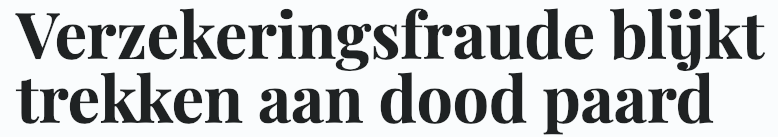 Verzekeringsfraude blijkt
trekken aan dood paard